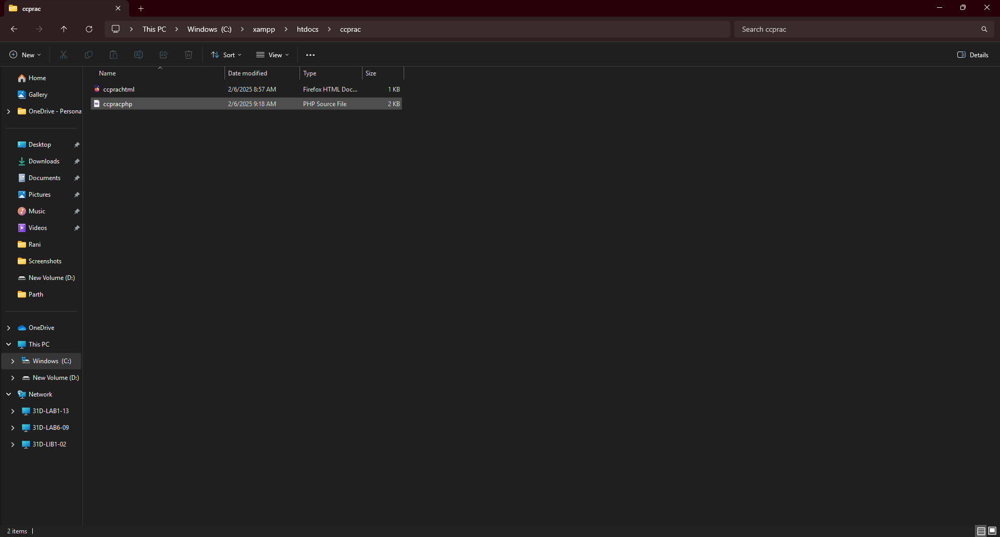 ccprac
This PC > Windows (C:) > xampp > htdocs > ccprac
Search ccprac
New
Sort
View
Details
Name Date modified Type Size
ccprachtml 2/6/2025 8:57 AM Firefox HTML Doc... 1 KB
ccpracphp 2/6/2025 9:18 AM PHP Source File 2 KB
Home
Gallery
OneDrive - Persona
Desktop
Downloads
Documents
Pictures
Music
Videos
Rani
Screenshots
New Volume (D:)
Parth
OneDrive
This PC
Windows (C:)
New Volume (D:)
Network
31D-LAB1-13
31D-LAB6-09
31D-LIB1-02
2 items